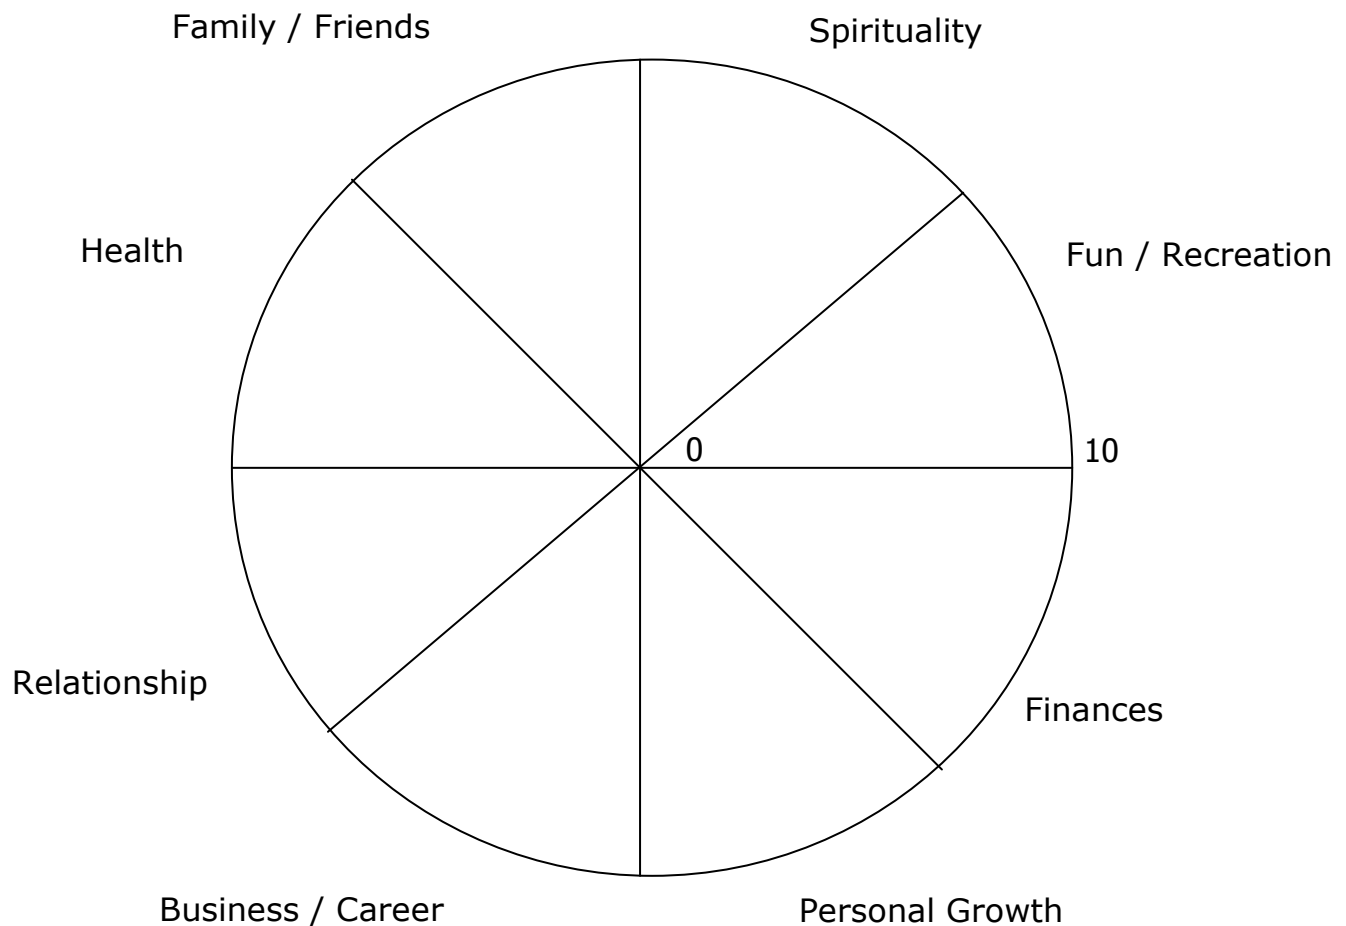 Family / Friends
Spirituality
Health
Fun / Recreation
0
10
Relationship
Finances
Business / Career
Personal Growth